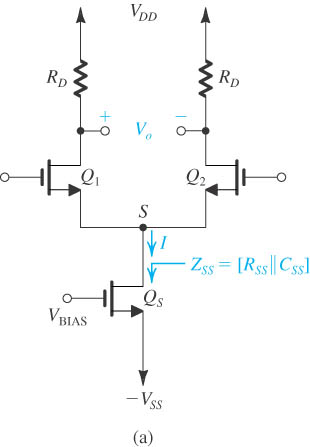 V_DD
R_D R_D
+ V_o −
Q_1 Q_2
S
I
Z_SS = [R_SS ∥ C_SS]
Q_S
V_BIAS
−V_SS
(a)